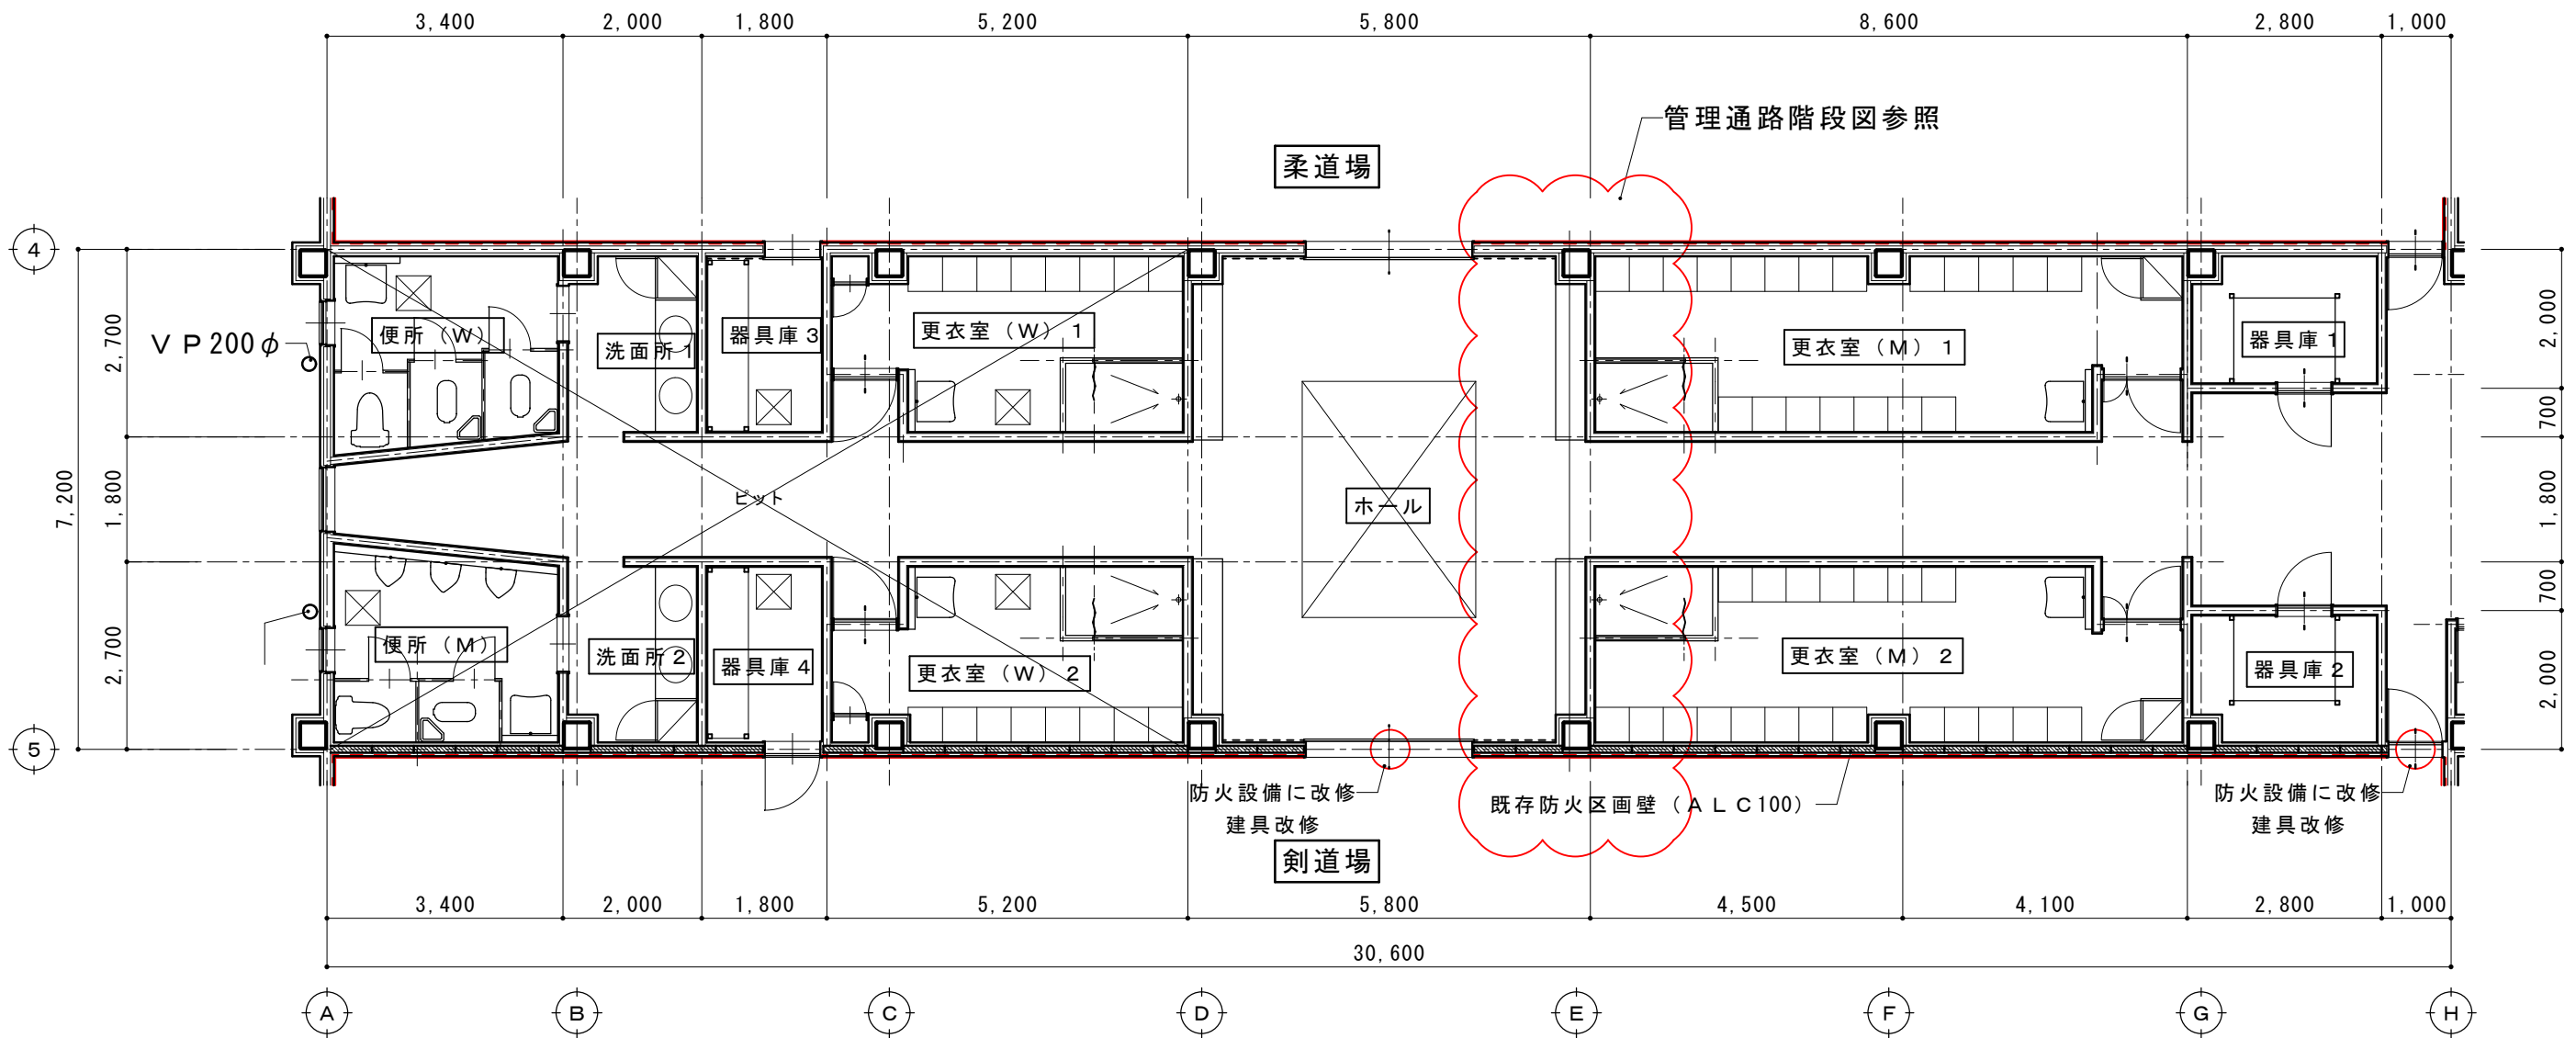 3,400 2,000 1,800 5,200 5,800 8,600 2,800 1,000
管理通路階段図参照
柔道場
4
VP200φ
便所（W）
洗面所1
器具庫3
更衣室（W）1
更衣室（M）1
器具庫1
2,700
1,800
2,700
7,200
2,000
700
1,800
700
2,000
ピット
ホール
便所（M）
洗面所2
器具庫4
更衣室（W）2
更衣室（M）2
器具庫2
5
防火設備に改修
建具改修
既存防火区画壁（ALC100）
防火設備に改修
建具改修
剣道場
3,400 2,000 1,800 5,200 5,800 4,500 4,100 2,800 1,000
30,600
A B C D E F G H